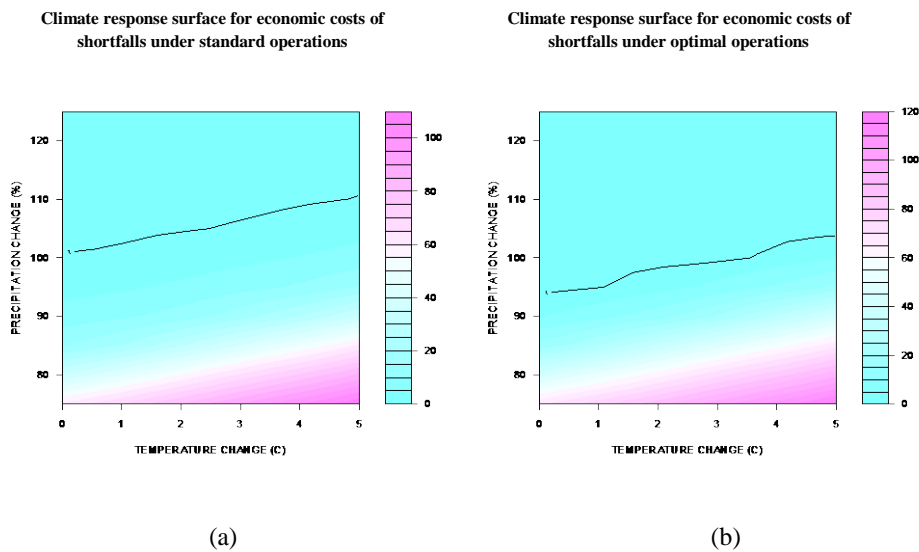 Climate response surface for economic costs of
shortfalls under standard operations
Climate response surface for economic costs of
shortfalls under optimal operations
PRECIPITATION CHANGE (%)
120
110
100
90
80
0 1 2 3 4 5
TEMPERATURE CHANGE (C)
100
80
60
40
20
0
PRECIPITATION CHANGE (%)
120
110
100
90
80
0 1 2 3 4 5
TEMPERATURE CHANGE (C)
120
100
80
60
40
20
0
(a)
(b)